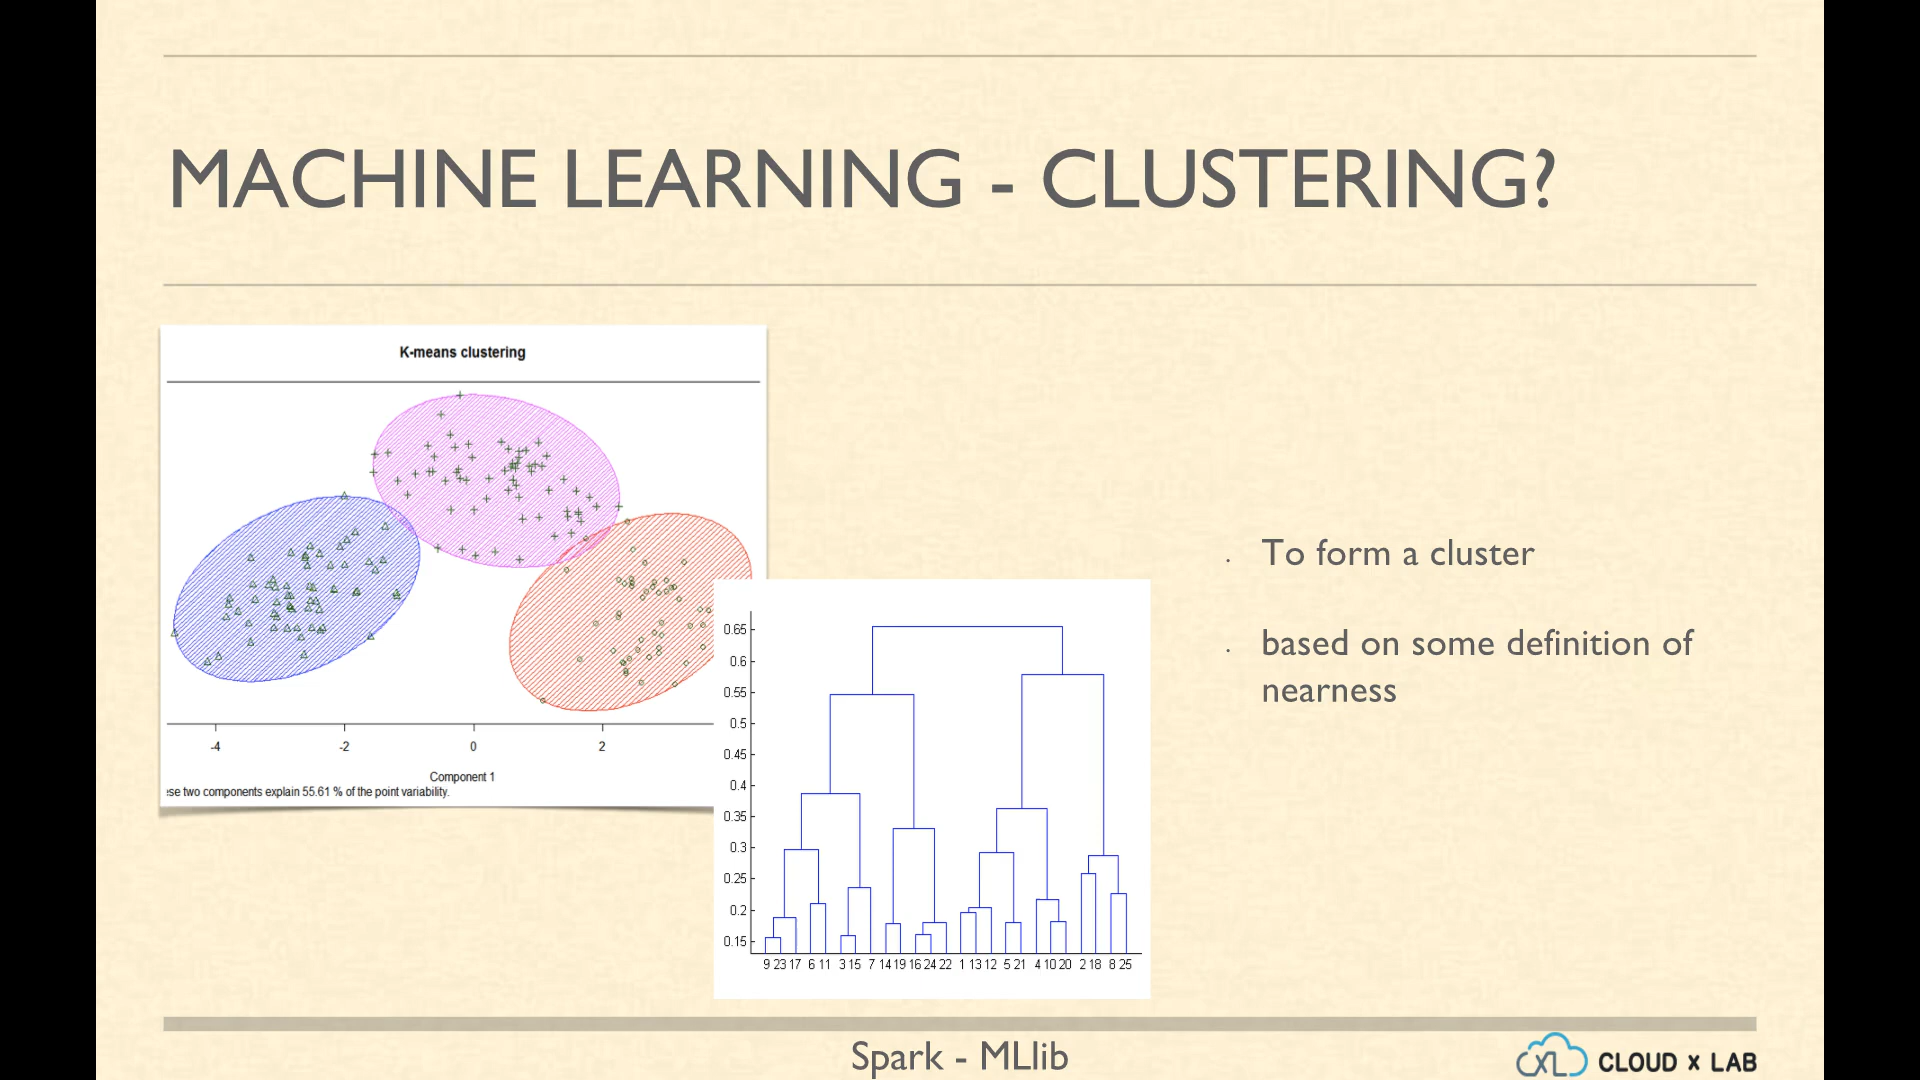 MACHINE LEARNING - CLUSTERING?
K-means clustering
-4 -2 0 2
Component 1
se two components explain 55.61 % of the point variability.
0.65
0.6
0.55
0.5
0.45
0.4
0.35
0.3
0.25
0.2
0.15
9 23 17 6 11 3 15 7 14 19 16 24 22 1 13 12 5 21 4 10 20 2 18 8 25
· To form a cluster
· based on some definition of
nearness
Spark - MLlib
CXL CLOUD x LAB